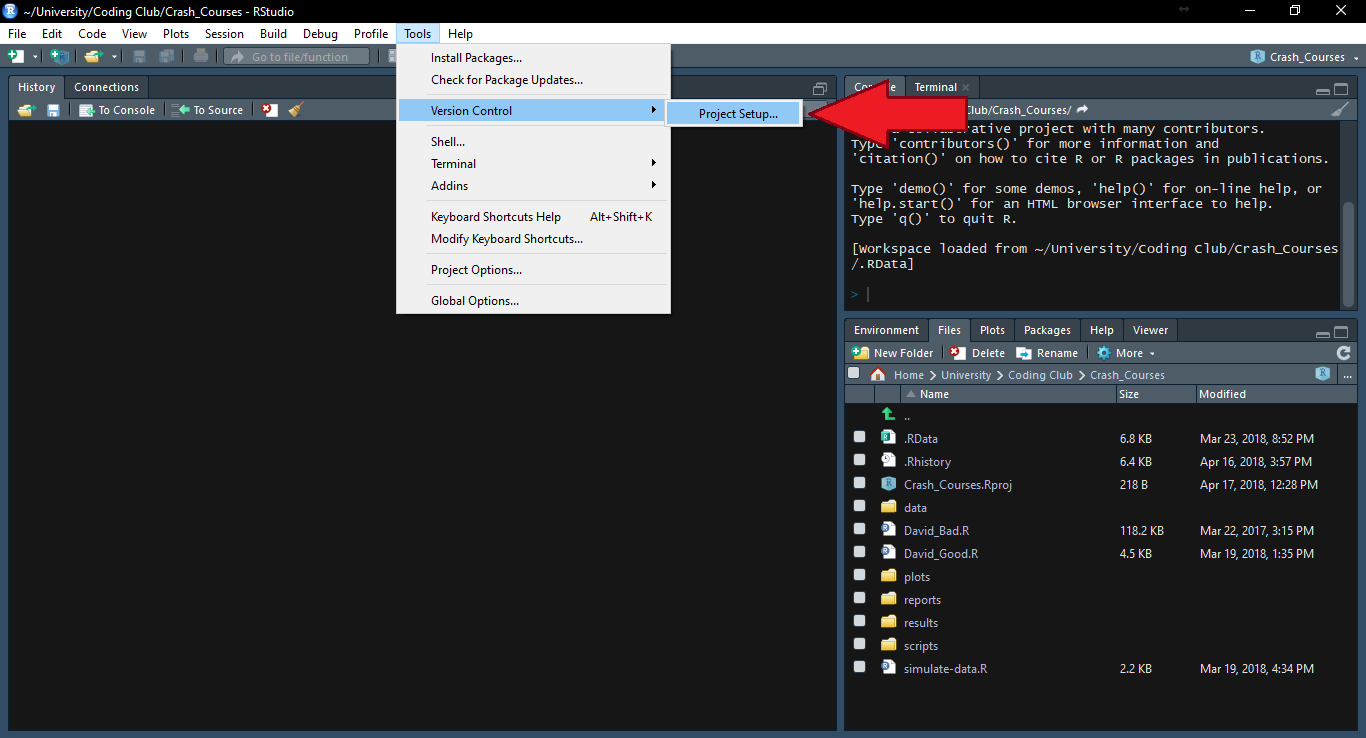 ~/University/Coding Club/Crash_Courses - RStudio
File Edit Code View Plots Session Build Debug Profile Tools Help
Go to file/function
Crash_Courses
Install Packages...
Check for Package Updates...
Version Control
Project Setup...
Shell...
Terminal
Addins
Keyboard Shortcuts Help Alt+Shift+K
Modify Keyboard Shortcuts...
Project Options...
Global Options...
History Connections
To Console To Source
Terminal
Club/Crash_Courses/
collaborative project with many contributors.
Type 'contributors()' for more information and
'citation()' on how to cite R or R packages in publications.
Type 'demo()' for some demos, 'help()' for on-line help, or
'help.start()' for an HTML browser interface to help.
Type 'q()' to quit R.
[Workspace loaded from ~/University/Coding Club/Crash_Courses
/.RData]
>
Environment Files Plots Packages Help Viewer
New Folder Delete Rename More
Home University Coding Club Crash_Courses
...
Name Size Modified
..
.RData 6.8 KB Mar 23, 2018, 8:52 PM
.Rhistory 6.4 KB Apr 16, 2018, 3:57 PM
Crash_Courses.Rproj 218 B Apr 17, 2018, 12:28 PM
data
David_Bad.R 118.2 KB Mar 22, 2017, 3:15 PM
David_Good.R 4.5 KB Mar 19, 2018, 1:35 PM
plots
reports
results
scripts
simulate-data.R 2.2 KB Mar 19, 2018, 4:34 PM